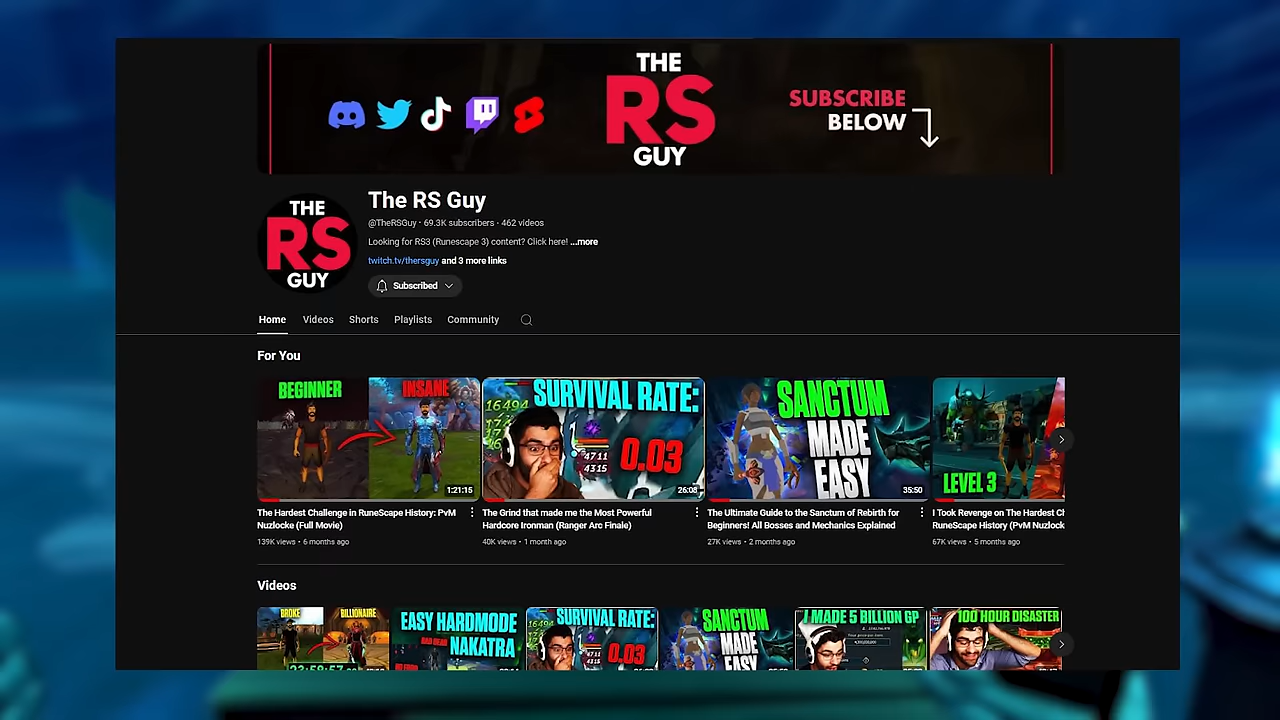 THE
RS
GUY
SUBSCRIBE
BELOW
THE
RS
GUY
The RS Guy
@TheRSGuy · 69.3K subscribers · 462 videos
Looking for RS3 (Runescape 3) content? Click here! ...more
twitch.tv/thersguy and 3 more links
Subscribed
Home Videos Shorts Playlists Community
For You
BEGINNER INSANE
1:21:15
The Hardest Challenge in RuneScape History: PvM
Nuzlocke (Full Movie)
139K views • 6 months ago
SURVIVAL RATE:
16494
4711
4315
0.03
26:08
The Grind that made me the Most Powerful
Hardcore Ironman (Ranger Arc Finale)
40K views • 1 month ago
SANCTUM
MADE
EASY
35:50
The Ultimate Guide to the Sanctum of Rebirth for
Beginners! All Bosses and Mechanics Explained
27K views • 2 months ago
LEVEL 3
I Took Revenge on The Hardest Ch
RuneScape History (PvM Nuzlock
67K views • 5 months ago
Videos
BROKE BILLIONAIRE
EASY HARDMODE
NAKATRA
SURVIVAL RATE:
0.03
SANCTUM
MADE
EASY
I MADE 5 BILLION GP
100 HOUR DISASTER